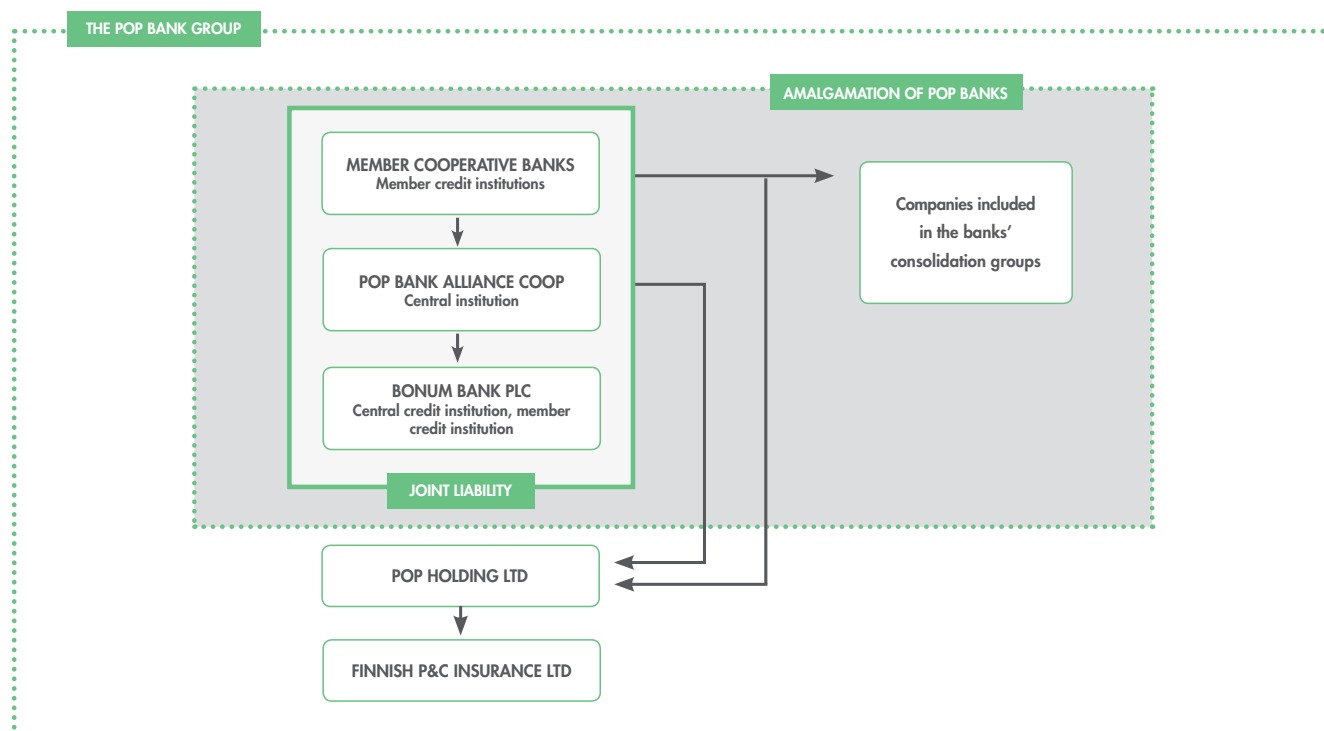 THE POP BANK GROUP
AMALGAMATION OF POP BANKS
MEMBER COOPERATIVE BANKS
Member credit institutions
POP BANK ALLIANCE COOP
Central institution
BONUM BANK PLC
Central credit institution, member
credit institution
JOINT LIABILITY
Companies included
in the banks’
consolidation groups
POP HOLDING LTD
FINNISH P&C INSURANCE LTD